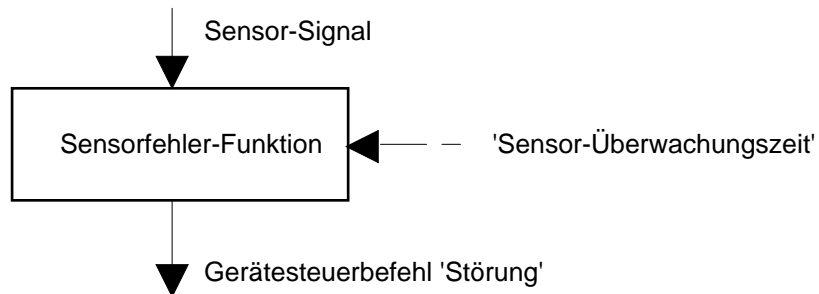 Sensor-Signal
Sensorfehler-Funktion
'Sensor-Überwachungszeit'
Gerätesteuerbefehl 'Störung'